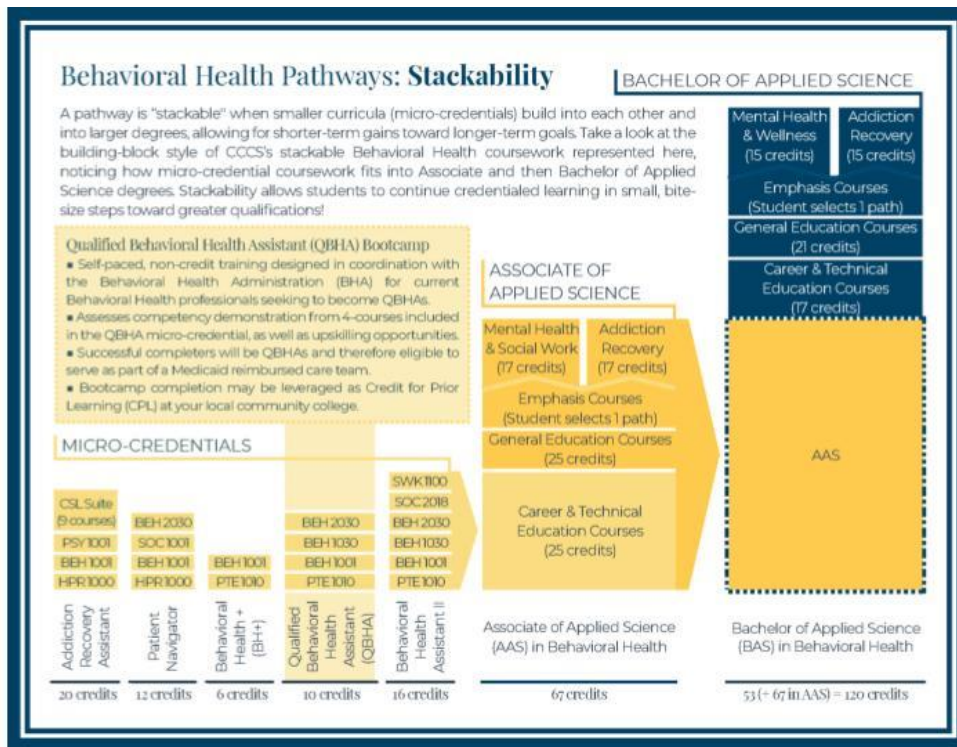 Behavioral Health Pathways: Stackability
A pathway is "stackable" when smaller curricula (micro-credentials) build into each other and
into larger degrees, allowing for shorter-term gains toward longer-term goals. Take a look at the
building-block style of CCCS's stackable Behavioral Health coursework represented here,
noticing how micro-credential coursework fits into Associate and then Bachelor of Applied
Science degrees. Stackability allows students to continue credentialed learning in small, bite-
size steps toward greater qualifications!
Qualified Behavioral Health Assistant (QBHA) Bootcamp
▪ Self-paced, non-credit training designed in coordination with
the Behavioral Health Administration (BHA) for current
Behavioral Health professionals seeking to become QBHAs.
▪ Assesses competency demonstration from 4-courses included
in the QBHA micro-credential, as well as upskilling opportunities.
▪ Successful completers will be QBHAs and therefore eligible to
serve as part of a Medicaid reimbursed care team.
▪ Bootcamp completion may be leveraged as Credit for Prior
Learning (CPL) at your local community college.
MICRO-CREDENTIALS
CSL Suite
(9 courses)
PSY 1001
BEH 1001
HPR 1000
Addiction
Recovery
Assistant
20 credits
BEH 2030
SOC 1001
BEH 1001
HPR 1000
Patient
Navigator
12 credits
BEH 1001
PTE 1010
Behavioral
Health +
(BH+)
6 credits
BEH 2030
BEH 1030
BEH 1001
PTE 1010
Qualified
Behavioral
Health
Assistant
(QBHA)
10 credits
SWK 1100
SOC 2018
BEH 2030
BEH 1030
BEH 1001
PTE 1010
Behavioral
Health
Assistant II
16 credits
ASSOCIATE OF
APPLIED SCIENCE
Mental Health
& Social Work
(17 credits)
Addiction
Recovery
(17 credits)
Emphasis Courses
(Student selects 1 path)
General Education Courses
(25 credits)
Career & Technical
Education Courses
(25 credits)
Associate of Applied Science
(AAS) in Behavioral Health
67 credits
BACHELOR OF APPLIED SCIENCE
Mental Health
& Wellness
(15 credits)
Addiction
Recovery
(15 credits)
Emphasis Courses
(Student selects 1 path)
General Education Courses
(21 credits)
Career & Technical
Education Courses
(17 credits)
AAS
Bachelor of Applied Science
(BAS) in Behavioral Health
53 (+ 67 in AAS) = 120 credits